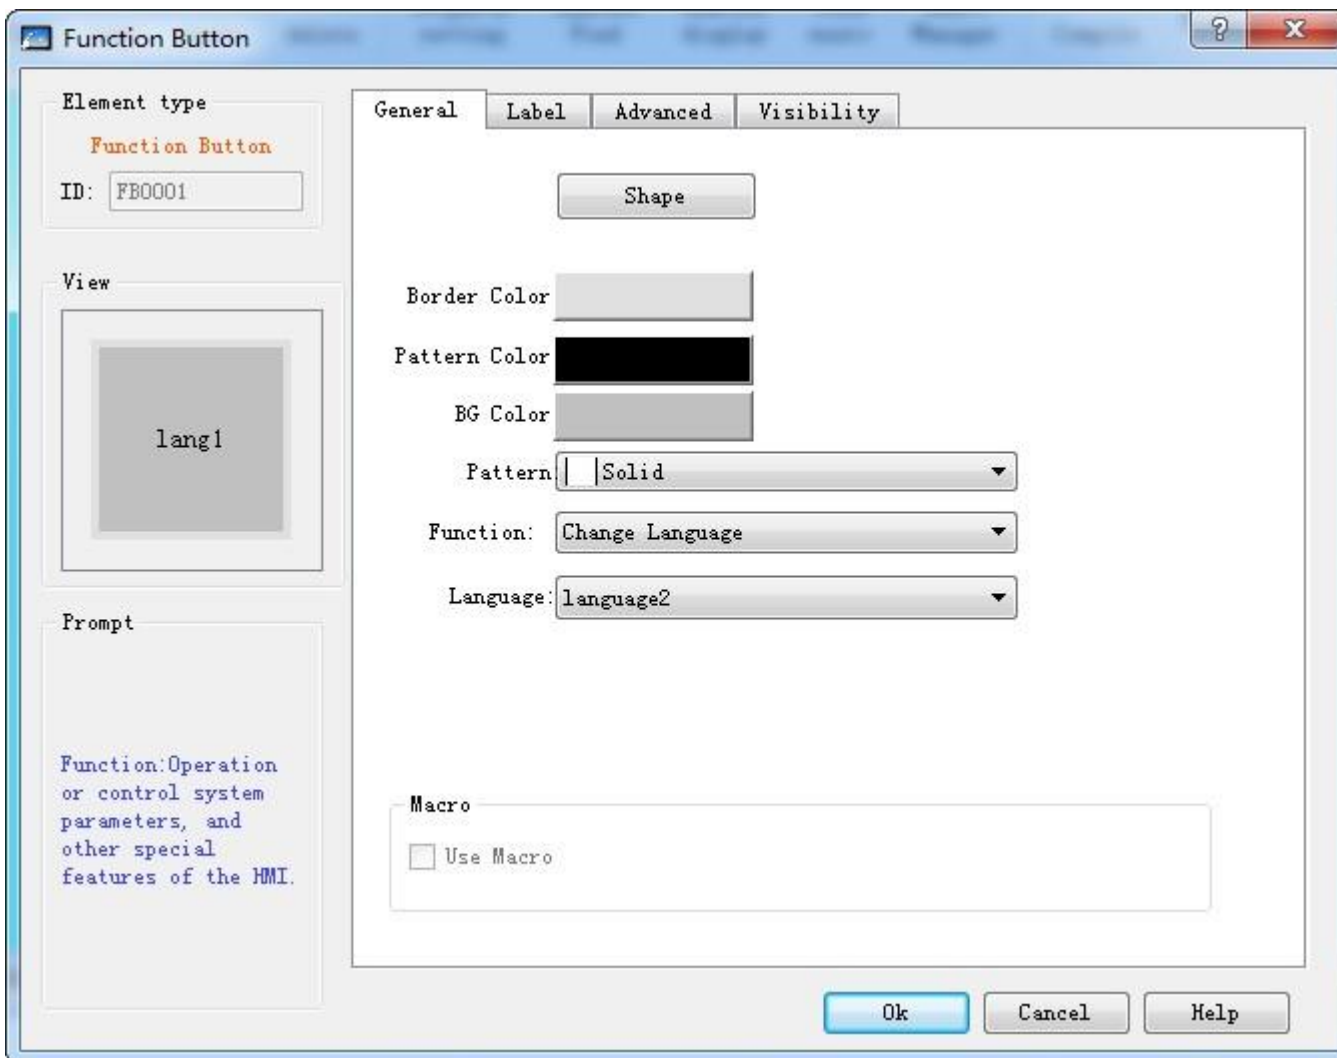 Function Button
?
X
Element type
Function Button
ID: FB0001
View
lang1
Prompt
Function:Operation
or control system
parameters, and
other special
features of the HMI.
General Label Advanced Visibility
Shape
Border Color
Pattern Color
BG Color
Pattern: Solid
Function: Change Language
Language: language2
Macro
Use Macro
Ok Cancel Help